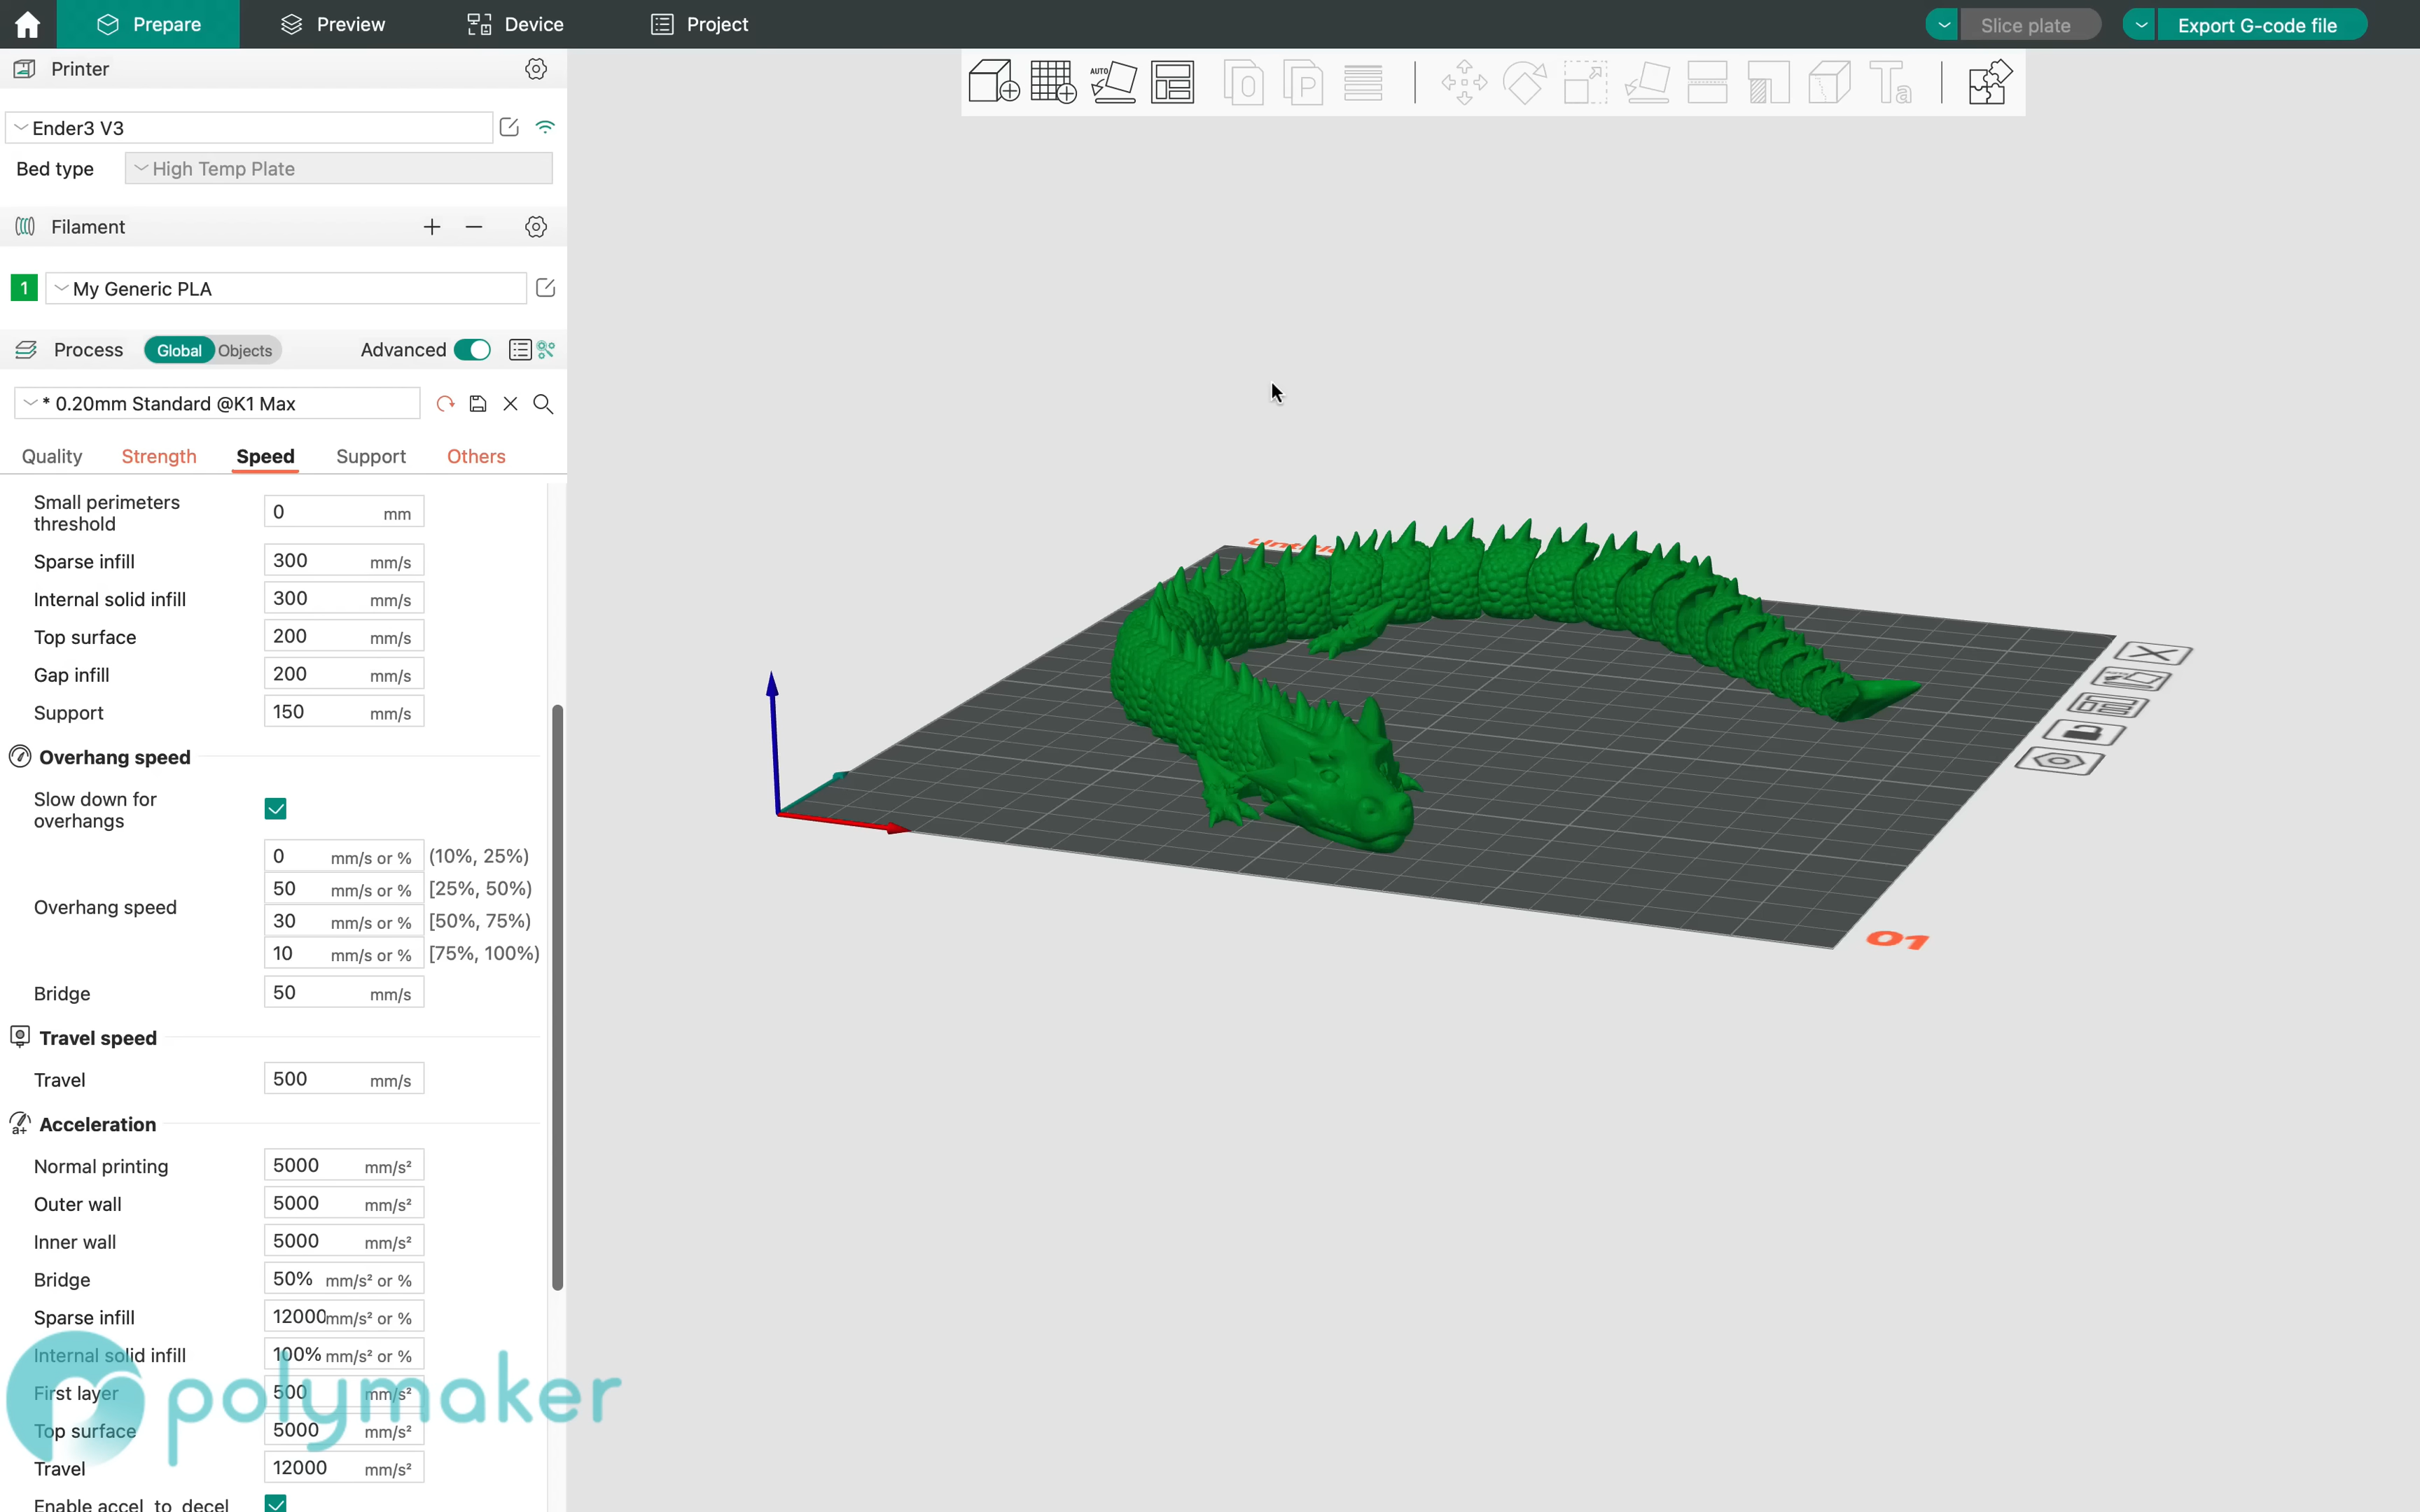 Prepare
Preview
Device
Project
Slice plate
Export G-code file
Printer
Ender3 V3
Bed type
High Temp Plate
AUTO
O
P
Ta
Filament
1
My Generic PLA
Process
Global
Objects
Advanced
* 0.20mm Standard @K1 Max
Quality
Strength
Speed
Support
Others
Small perimeters
threshold
0 mm
Sparse infill 300 mm/s
Internal solid infill 300 mm/s
Top surface 200 mm/s
Gap infill 200 mm/s
Support 150 mm/s
Overhang speed
Slow down for
overhangs
Overhang speed
0 mm/s or % (10%, 25%)
50 mm/s or % [25%, 50%)
30 mm/s or % [50%, 75%)
10 mm/s or % [75%, 100%)
Bridge 50 mm/s
Travel speed
Travel 500 mm/s
a+
Acceleration
Normal printing 5000 mm/s²
Outer wall 5000 mm/s²
Inner wall 5000 mm/s²
Bridge 50% mm/s² or %
Sparse infill 12000 mm/s² or %
Internal solid infill 100% mm/s² or %
First layer 500 mm/s²
Top surface 5000 mm/s²
Travel 12000 mm/s²
Enable accel_to_decel
polymaker
01